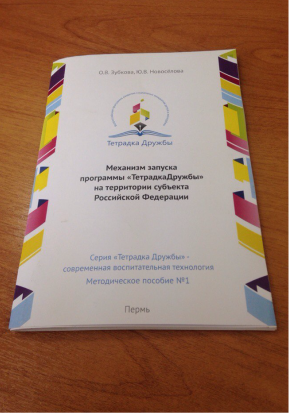 О.В. Зубкова, Ю.В. Невмолова
Тетрадка Дружбы
Механизм запуска
программы «ТетрадкаДружбы»
на территории субъекта
Российской Федерации
Серия «Тетрадка Дружбы» -
современная воспитательная технология
Методическое пособие №1
Пермь